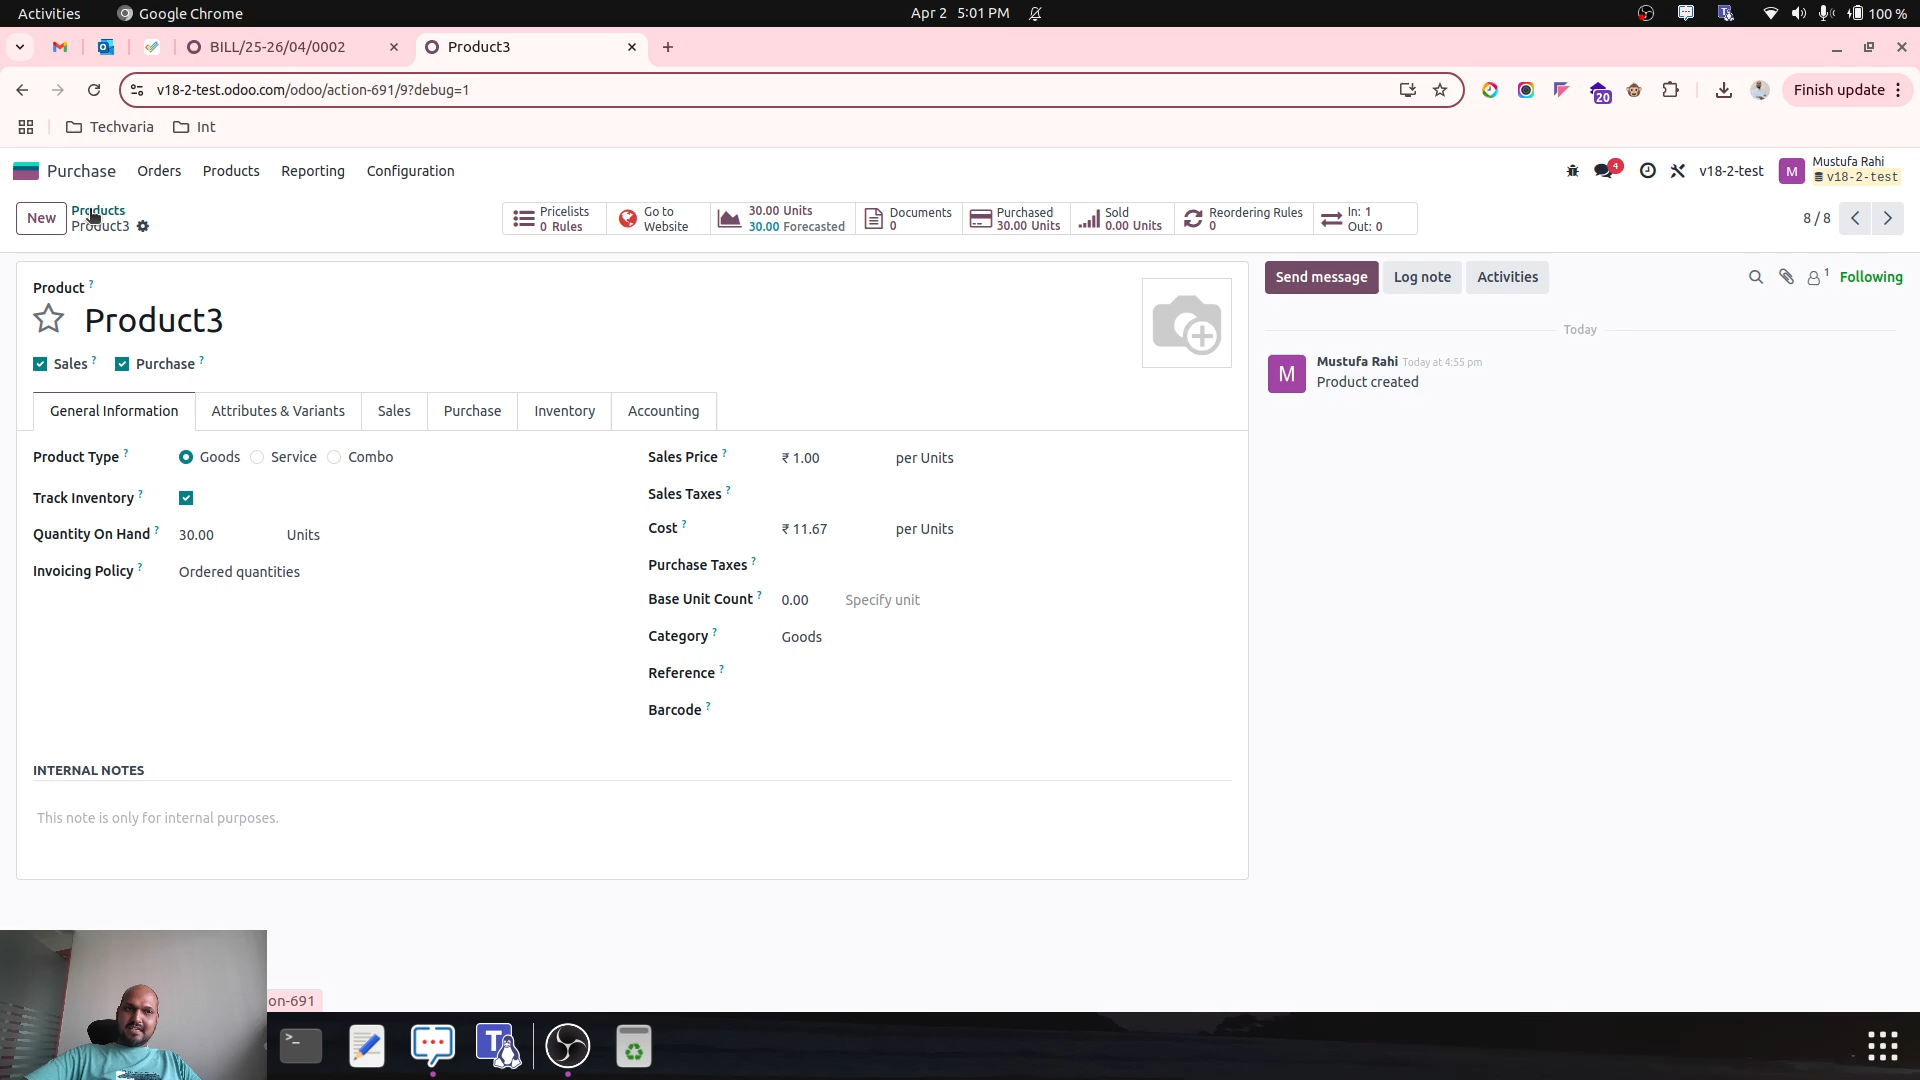 Activities
Google Chrome
Apr 2 5:01 PM
100 %
BILL/25-26/04/0002
Product3
v18-2-test.odoo.com/odoo/action-691/9?debug=1
20
Finish update
Techvaria
Int
Purchase
Orders
Products
Reporting
Configuration
4
v18-2-test
M
Mustufa Rahi
v18-2-test
New
Products
Product3
Pricelists
0 Rules
Go to
Website
30.00 Units
30.00 Forecasted
Documents
0
Purchased
30.00 Units
Sold
0.00 Units
Reordering Rules
0
In: 1
Out: 0
8 / 8
Product ?
Product3
Sales ?
Purchase ?
Send message
Log note
Activities
1
Following
Today
M
Mustufa Rahi Today at 4:55 pm
Product created
General Information
Attributes & Variants
Sales
Purchase
Inventory
Accounting
Product Type ?
Goods
Service
Combo
Track Inventory ?
Quantity On Hand ?
30.00
Units
Invoicing Policy ?
Ordered quantities
Sales Price ?
₹ 1.00
per Units
Sales Taxes ?
Cost ?
₹ 11.67
per Units
Purchase Taxes ?
Base Unit Count ?
0.00
Specify unit
Category ?
Goods
Reference ?
Barcode ?
INTERNAL NOTES
This note is only for internal purposes.
on-691
>_
T